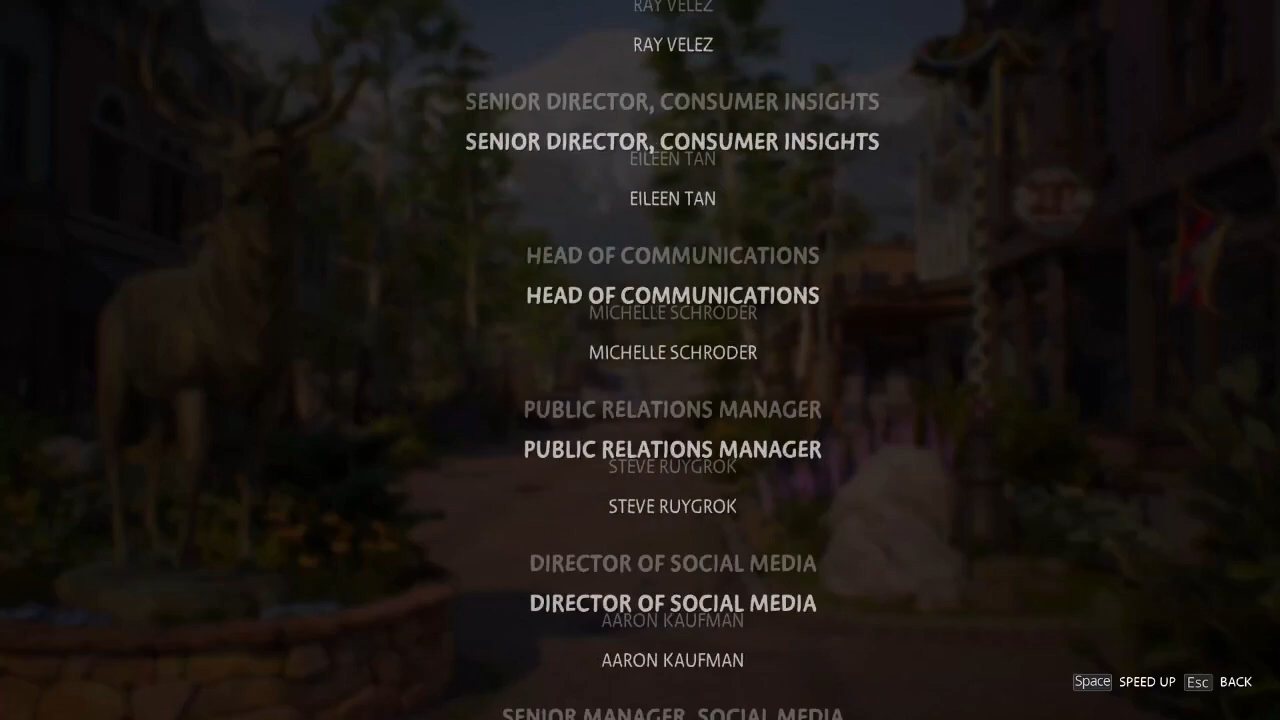 RAY VELEZ
RAY VELEZ
SENIOR DIRECTOR, CONSUMER INSIGHTS
SENIOR DIRECTOR, CONSUMER INSIGHTS
EILEEN TAN
EILEEN TAN
HEAD OF COMMUNICATIONS
HEAD OF COMMUNICATIONS
MICHELLE SCHRODER
MICHELLE SCHRODER
PUBLIC RELATIONS MANAGER
PUBLIC RELATIONS MANAGER
STEVE RUYGROK
STEVE RUYGROK
DIRECTOR OF SOCIAL MEDIA
DIRECTOR OF SOCIAL MEDIA
AARON KAUFMAN
AARON KAUFMAN
Space SPEED UP Esc BACK
SENIOR MANAGER, SOCIAL MEDIA